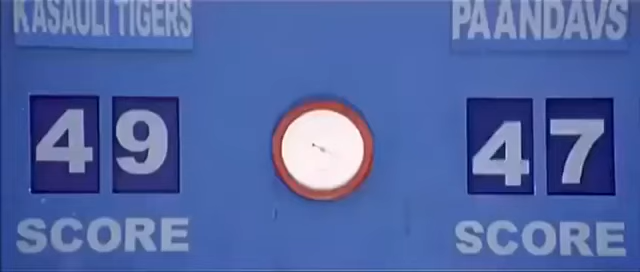 KASAULI TIGERS
PAANDAVS
49
47
SCORE
SCORE